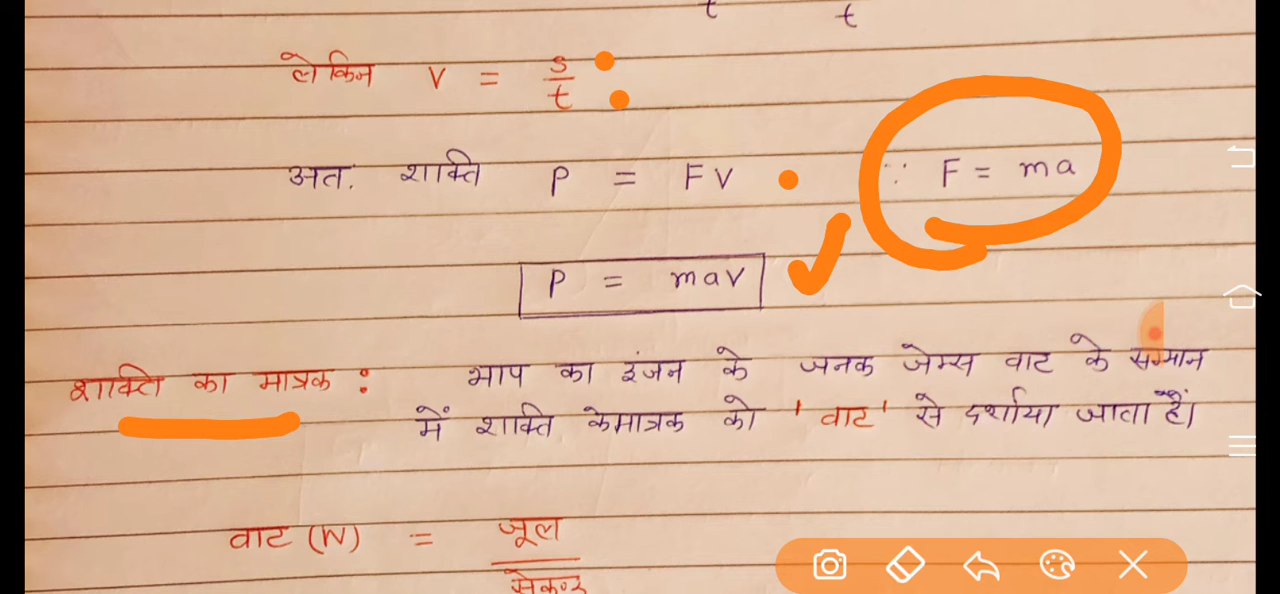 t t
लेकिन v = s/t
अतः शक्ति P = FV ∵ F = ma
P = mav
शक्ति का मात्रक : भाप का इंजन के जनक जेम्स वाट के सम्मान
में शक्ति के मात्रक को 'वाट' से दर्शाया जाता है।
वाट (W) = जूल
सेकण्ड